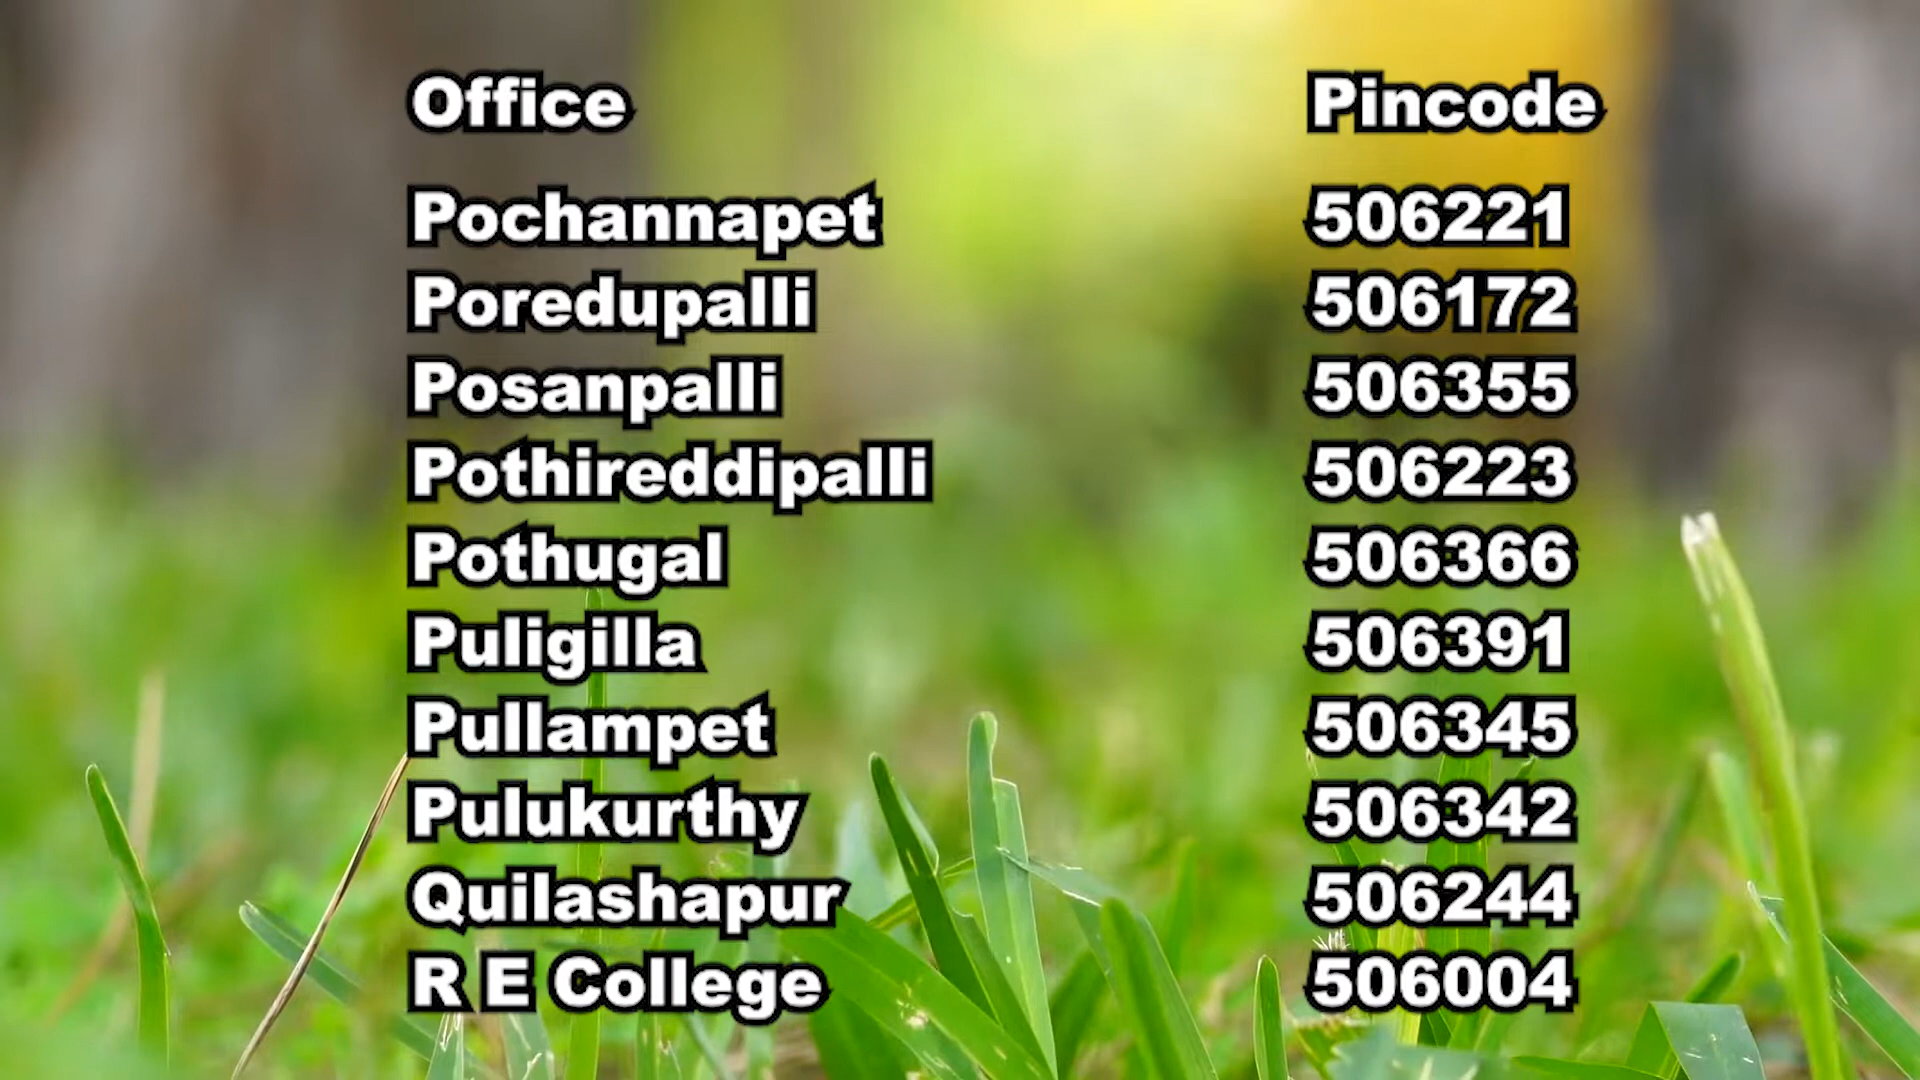 Office Pincode
Pochannapet 506221
Poredupalli 506172
Posanpalli 506355
Pothireddipalli 506223
Pothugal 506366
Puligilla 506391
Pullampet 506345
Pulukurthy 506342
Quilashapur 506244
R E College 506004